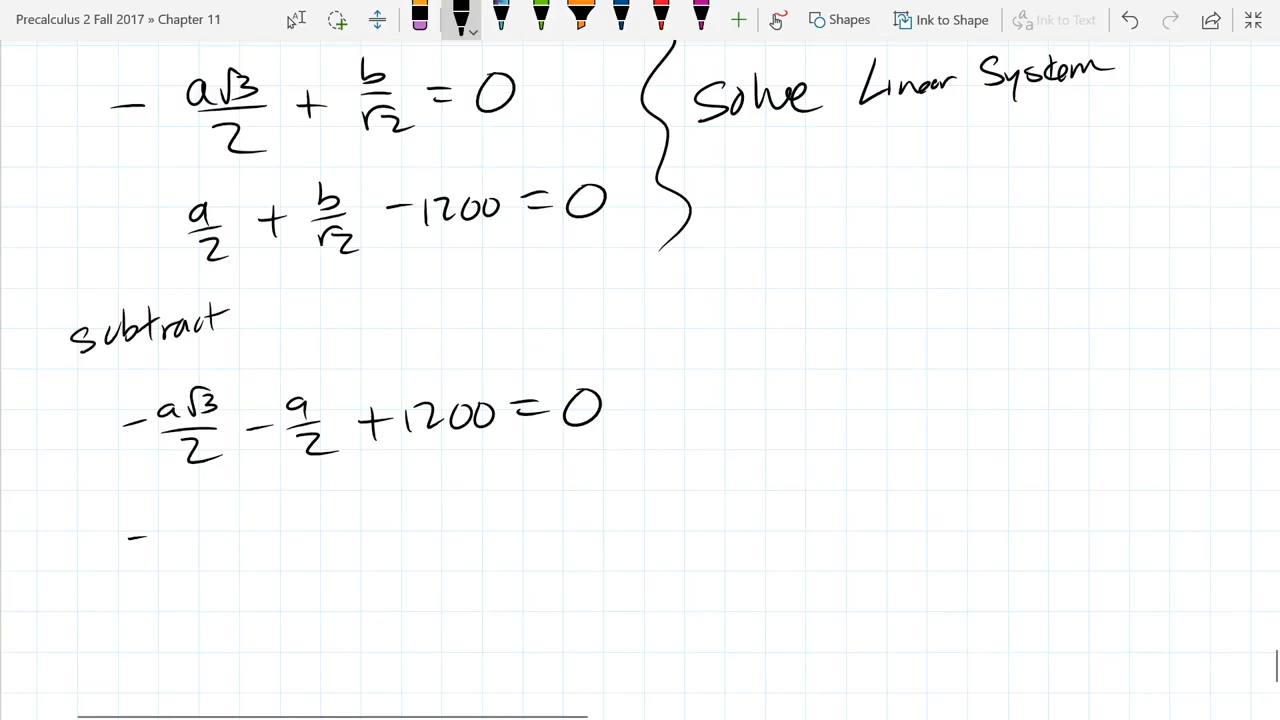 Precalculus 2 Fall 2017 » Chapter 11
Shapes
Ink to Shape
Ink to Text
- a√3/2 + b/√2 = 0
Solve Linear System
a/2 + b/√2 - 1200 = 0
subtract
- a√3/2 - a/2 + 1200 = 0
-